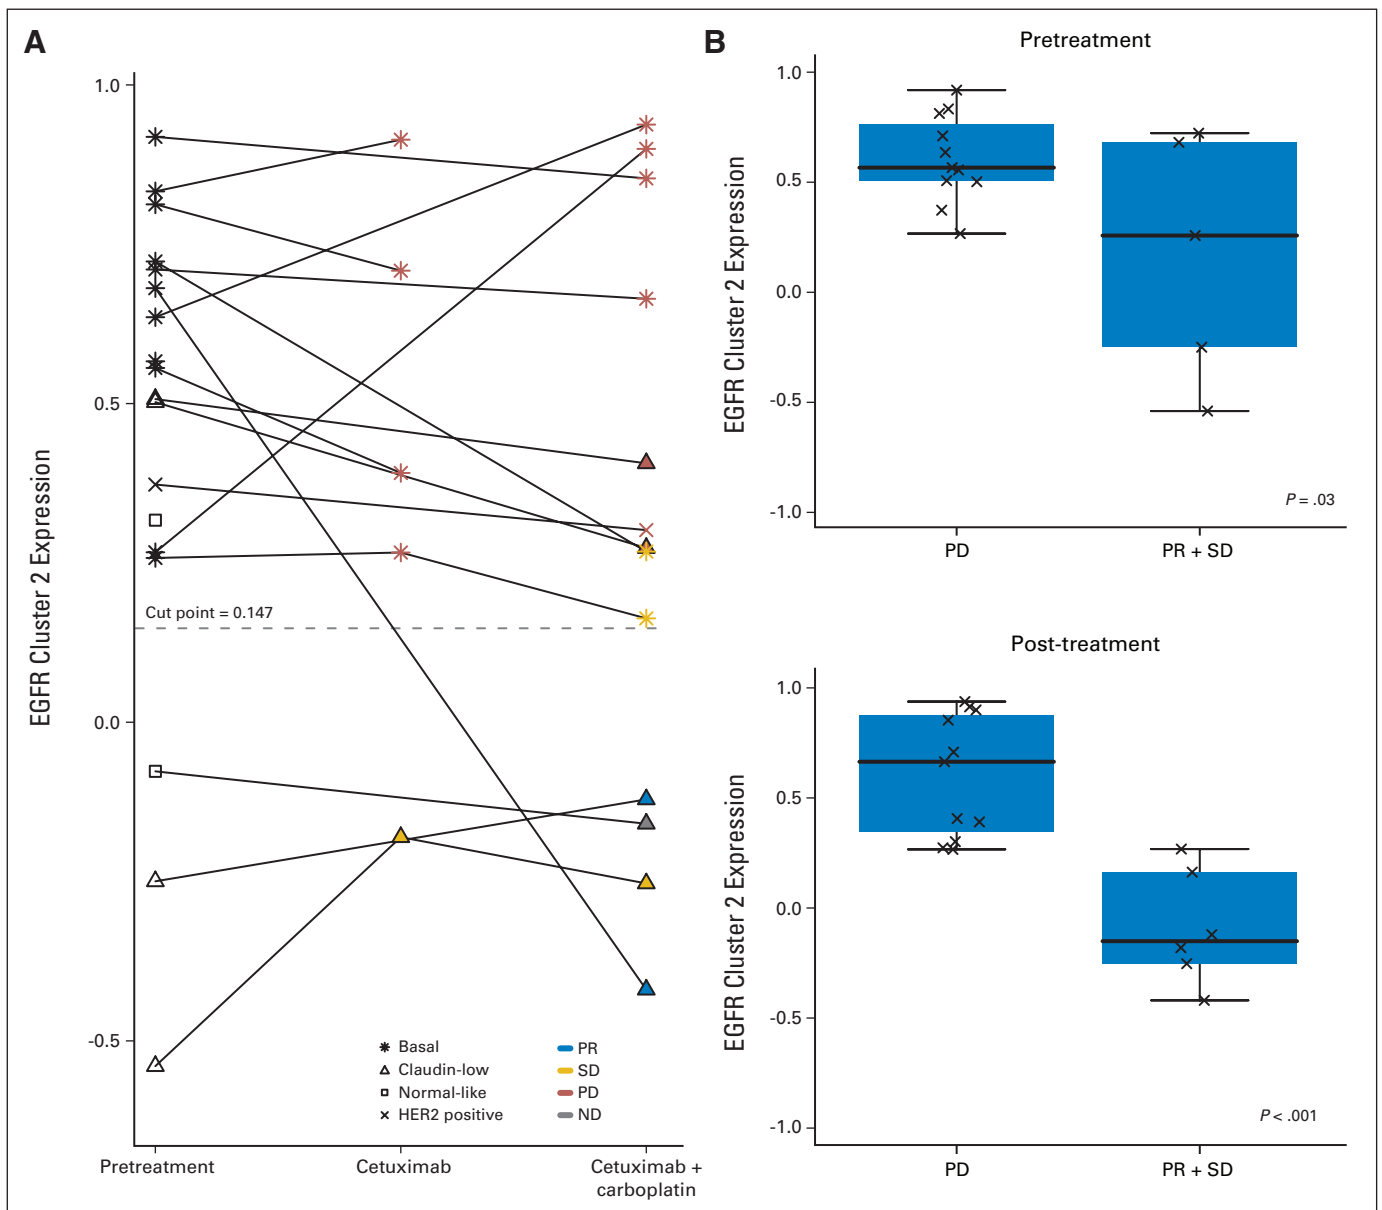 A
EGFR Cluster 2 Expression
1.0
0.5
0.0
-0.5
Cut point = 0.147
Basal
Claudin-low
Normal-like
HER2 positive
PR
SD
PD
ND
Pretreatment
Cetuximab
Cetuximab +
carboplatin
B
Pretreatment
EGFR Cluster 2 Expression
1.0
0.5
0.0
-0.5
-1.0
P = .03
PD
PR + SD
Post-treatment
EGFR Cluster 2 Expression
1.0
0.5
0.0
-0.5
-1.0
P < .001
PD
PR + SD